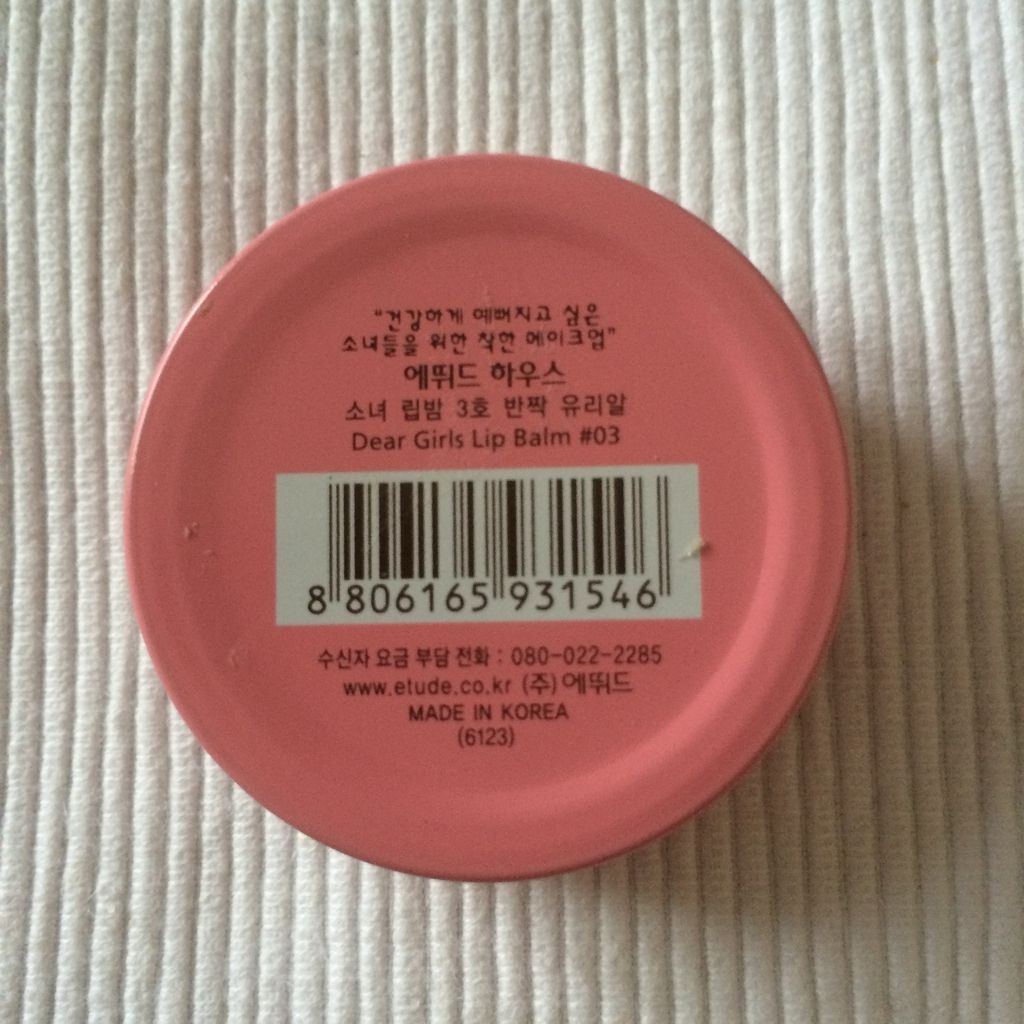 "건강하게 예뻐지고 싶은
소녀들을 위한 착한 메이크업"
에뛰드 하우스
소녀 립밤 3호 반짝 유리알
Dear Girls Lip Balm #03
8 806165 931546
수신자 요금 부담 전화 : 080-022-2285
www.etude.co.kr (주)에뛰드
MADE IN KOREA
(6123)